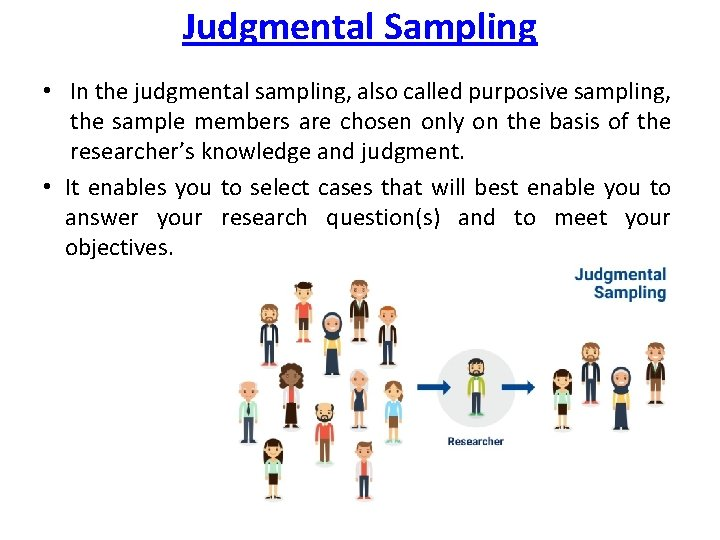 Judgmental Sampling
• In the judgmental sampling, also called purposive sampling,
the sample members are chosen only on the basis of the
researcher’s knowledge and judgment.
• It enables you to select cases that will best enable you to
answer your research question(s) and to meet your
objectives.
Judgmental
Sampling
Researcher